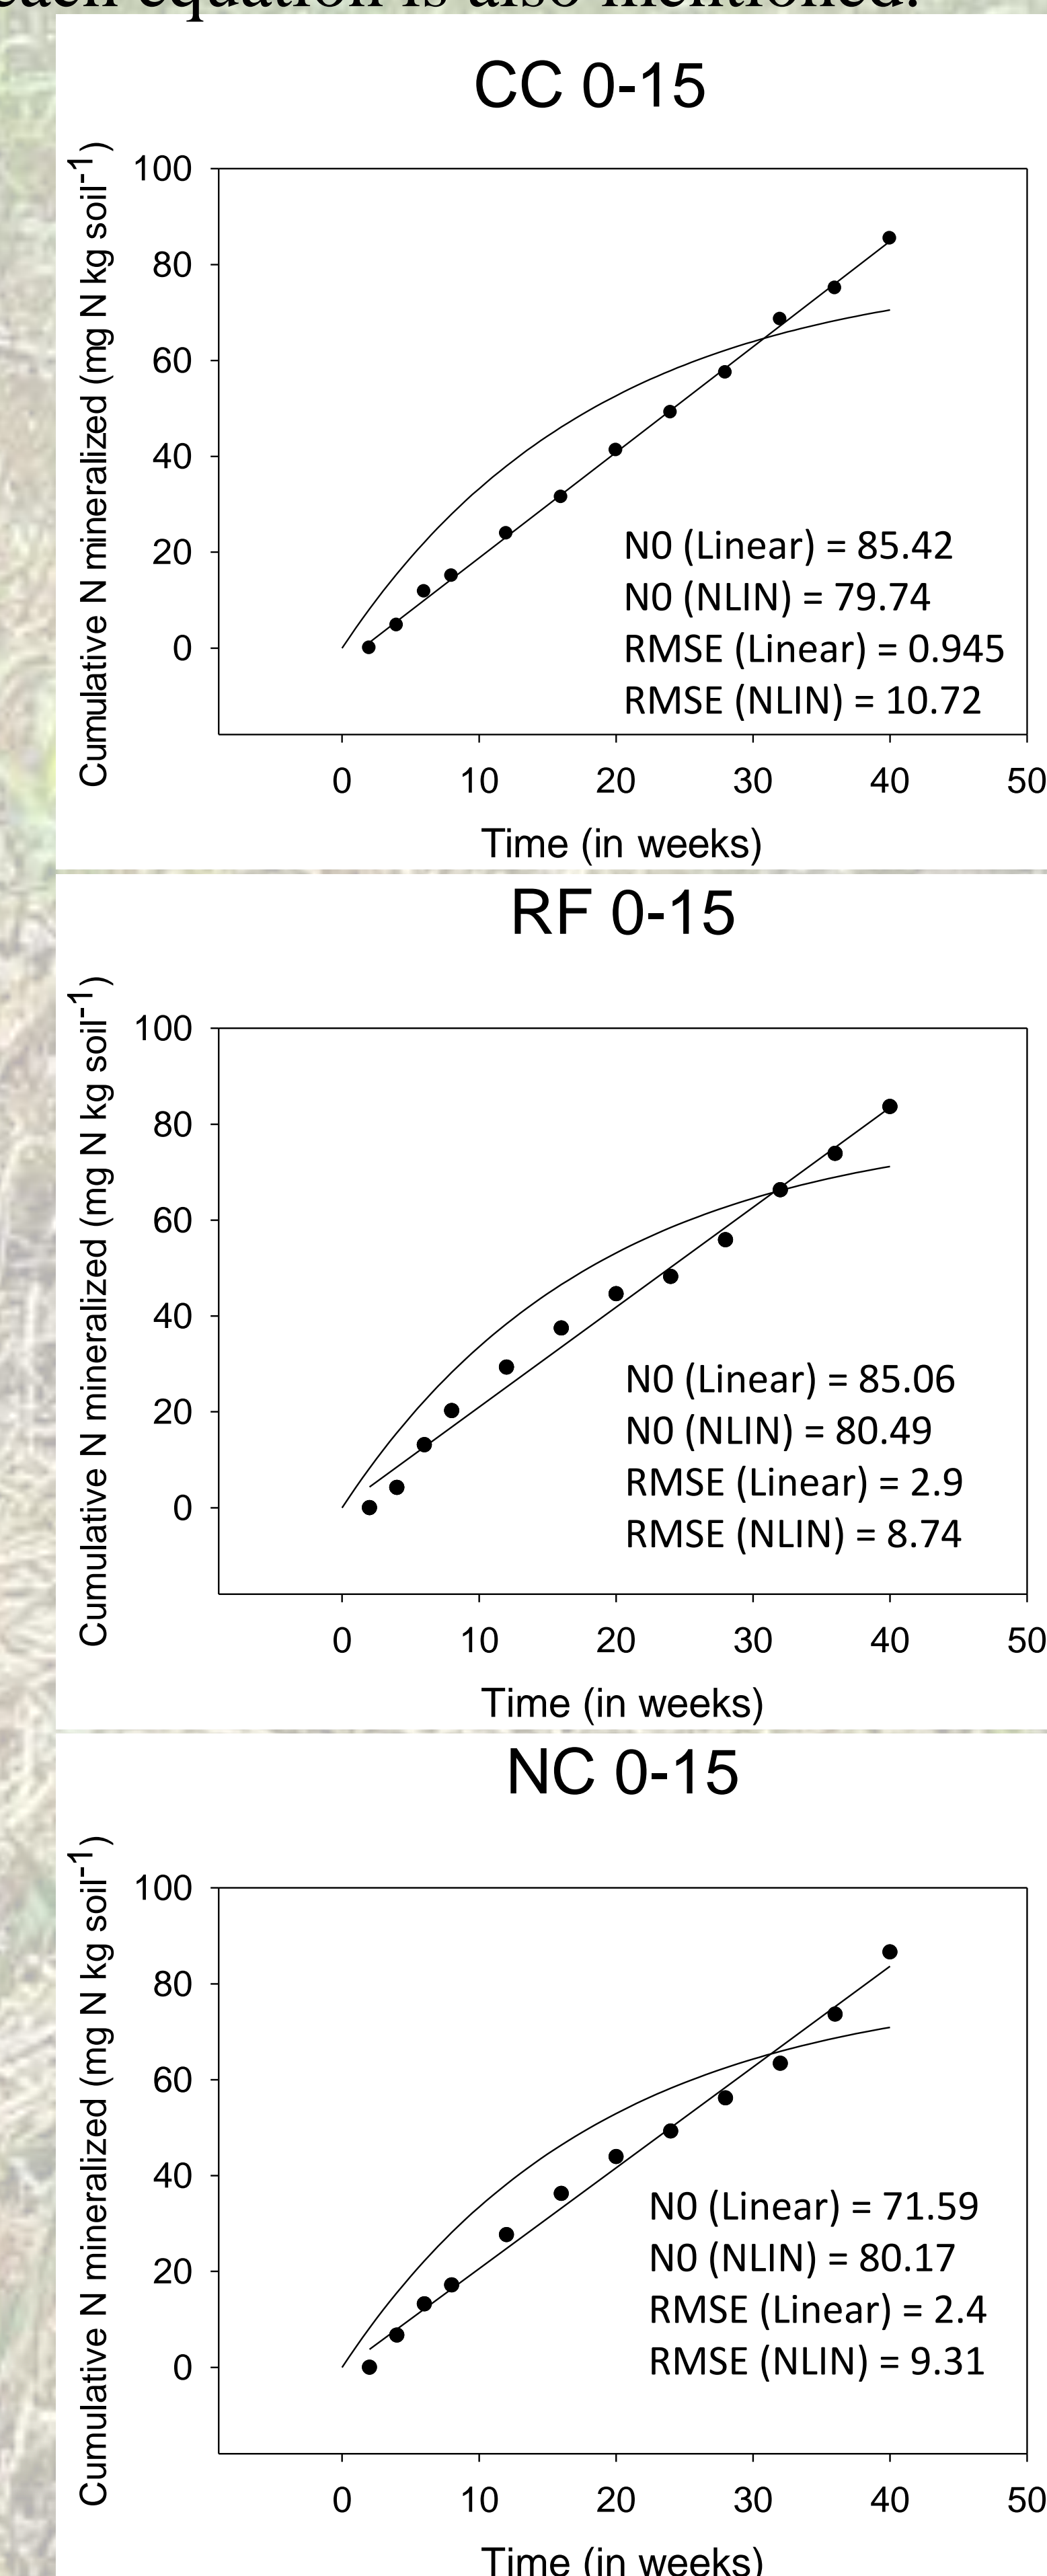 each equation is also mentioned.
CC 0-15
Cumulative N mineralized (mg N kg soil-1)
100
80
60
40
20
0
N0 (Linear) = 85.42
N0 (NLIN) = 79.74
RMSE (Linear) = 0.945
RMSE (NLIN) = 10.72
0 10 20 30 40 50
Time (in weeks)
RF 0-15
Cumulative N mineralized (mg N kg soil-1)
100
80
60
40
20
0
N0 (Linear) = 85.06
N0 (NLIN) = 80.49
RMSE (Linear) = 2.9
RMSE (NLIN) = 8.74
0 10 20 30 40 50
Time (in weeks)
NC 0-15
Cumulative N mineralized (mg N kg soil-1)
100
80
60
40
20
0
N0 (Linear) = 71.59
N0 (NLIN) = 80.17
RMSE (Linear) = 2.4
RMSE (NLIN) = 9.31
0 10 20 30 40 50
Time (in weeks)